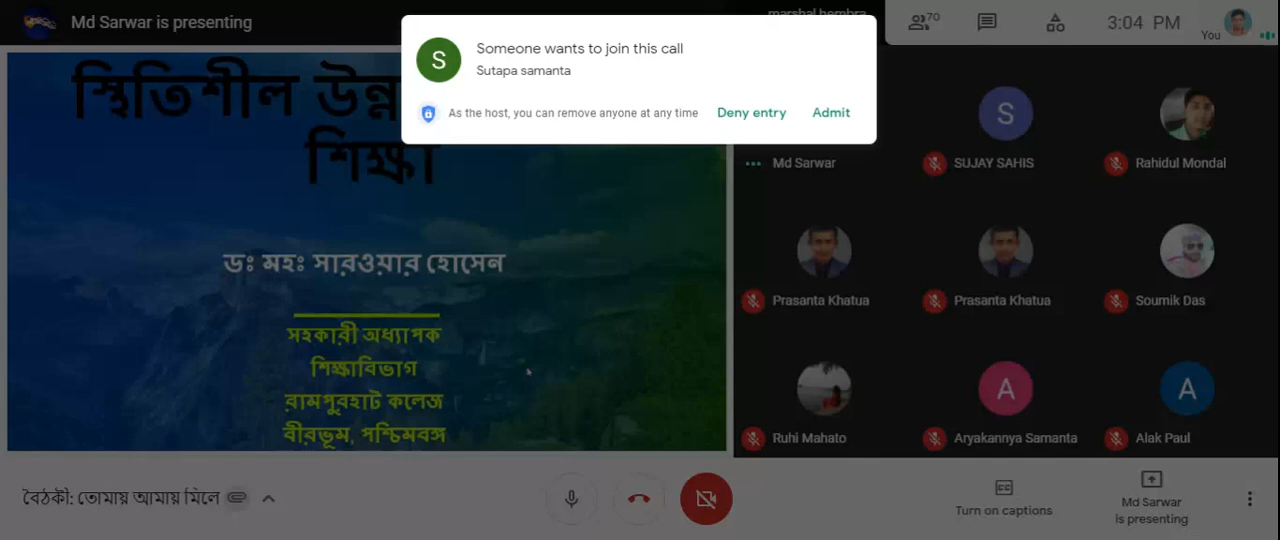 Md Sarwar is presenting
70
3:04 PM
You
S
Someone wants to join this call
Sutapa samanta
As the host, you can remove anyone at any time
Deny entry
Admit
শিক্ষা
ডঃ মহঃ সারওয়ার হোসেন
সহকারী অধ্যাপক
শিক্ষাবিভাগ
রামপুরহাট কলেজ
বীরভূম, পশ্চিমবঙ্গ
S
Md Sarwar
SUJAY SAHIS
Rahidul Mondal
Prasanta Khatua
Prasanta Khatua
Soumik Das
A
A
Ruhi Mahato
Aryakannya Samanta
Alak Paul
বৈঠকী: তোমায় আমায় মিলে
CC
Turn on captions
Md Sarwar
is presenting